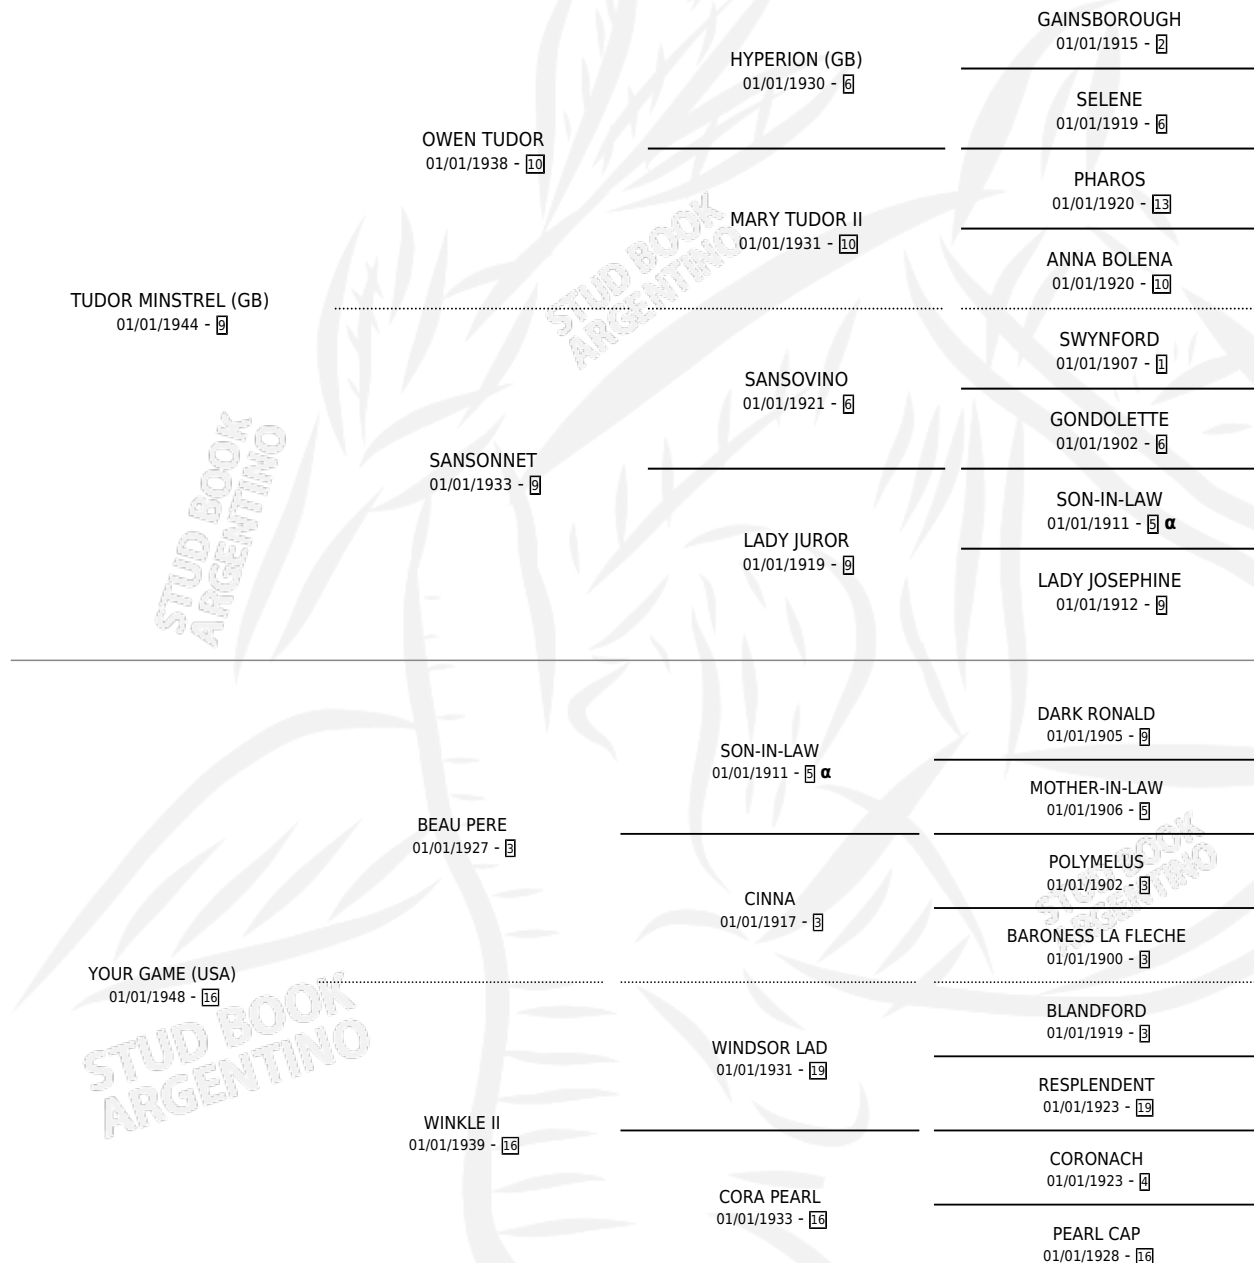 GAINSBOROUGH
01/01/1915 - 2
HYPERION (GB)
01/01/1930 - 6
SELENE
01/01/1919 - 6
OWEN TUDOR
01/01/1938 - 10
PHAROS
01/01/1920 - 13
MARY TUDOR II
01/01/1931 - 10
ANNA BOLENA
01/01/1920 - 10
TUDOR MINSTREL (GB)
01/01/1944 - 9
SWYNFORD
01/01/1907 - 1
SANSOVINO
01/01/1921 - 6
GONDOLETTE
01/01/1902 - 6
SANSONNET
01/01/1933 - 9
SON-IN-LAW
01/01/1911 - 5 α
LADY JUROR
01/01/1919 - 9
LADY JOSEPHINE
01/01/1912 - 9
DARK RONALD
01/01/1905 - 9
SON-IN-LAW
01/01/1911 - 5 α
MOTHER-IN-LAW
01/01/1906 - 5
BEAU PERE
01/01/1927 - 3
POLYMELUS
01/01/1902 - 3
CINNA
01/01/1917 - 3
BARONESS LA FLECHE
01/01/1900 - 3
YOUR GAME (USA)
01/01/1948 - 16
BLANDFORD
01/01/1919 - 3
WINDSOR LAD
01/01/1931 - 19
RESPLENDENT
01/01/1923 - 19
WINKLE II
01/01/1939 - 16
CORONACH
01/01/1923 - 4
CORA PEARL
01/01/1933 - 16
PEARL CAP
01/01/1928 - 16
STUD BOOK
ARGENTINO
STUD BOOK
ARGENTINO
STUD BOOK
ARGENTINO
STUD BOOK
ARGENTINO